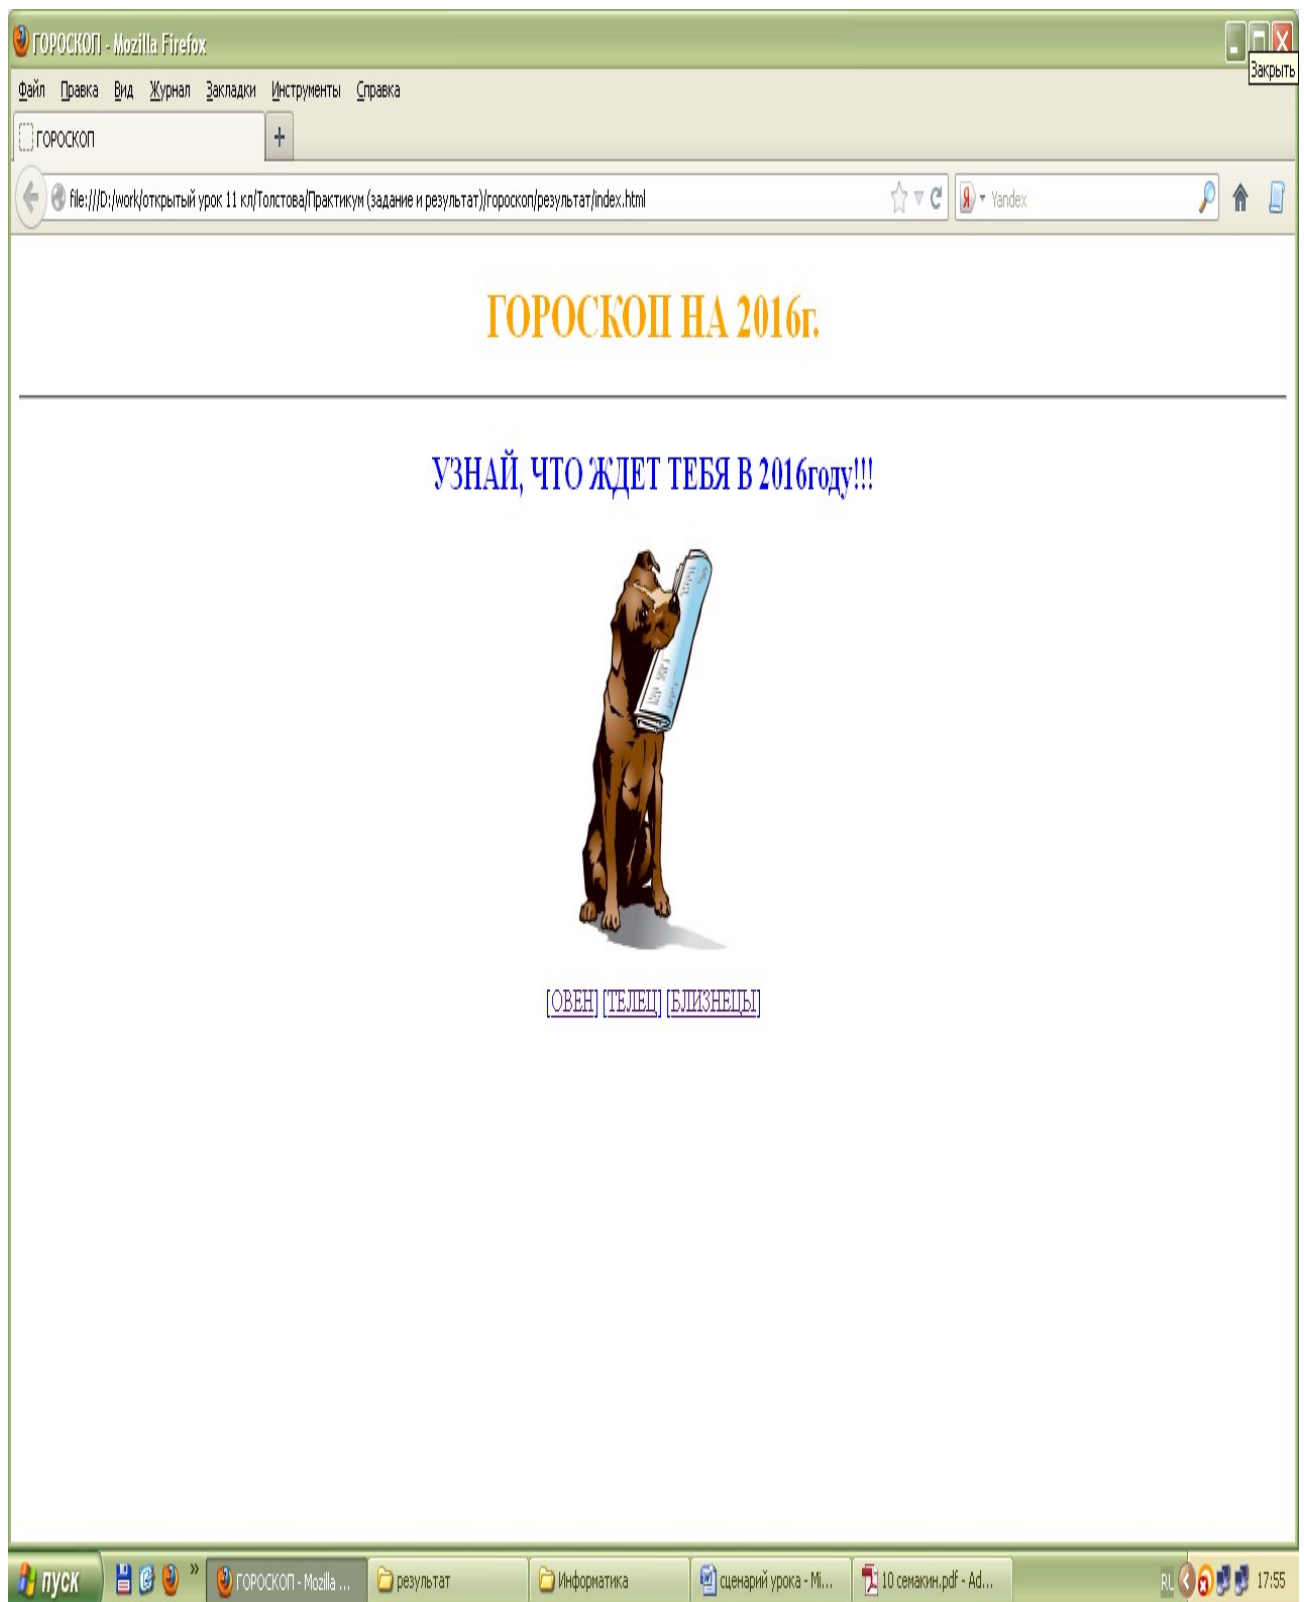 ГОРОСКОП - Mozilla Firefox
Закрыть
Файл Правка Вид Журнал Закладки Инструменты Справка
ГОРОСКОП
file:///D:/work/открытый урок 11 кл/Толстова/Практикум (задание и результат)/гороскоп/результат/index.html
Я Yandex
ГОРОСКОП НА 2016г.
УЗНАЙ, ЧТО ЖДЕТ ТЕБЯ В 2016году!!!
[ОВЕН] [ТЕЛЕЦ] [БЛИЗНЕЦЫ]
пуск » ГОРОСКОП - Mozilla ... результат Информатика сценарий урока - Mi... 10 семакин.pdf - Ad... RL 17:55